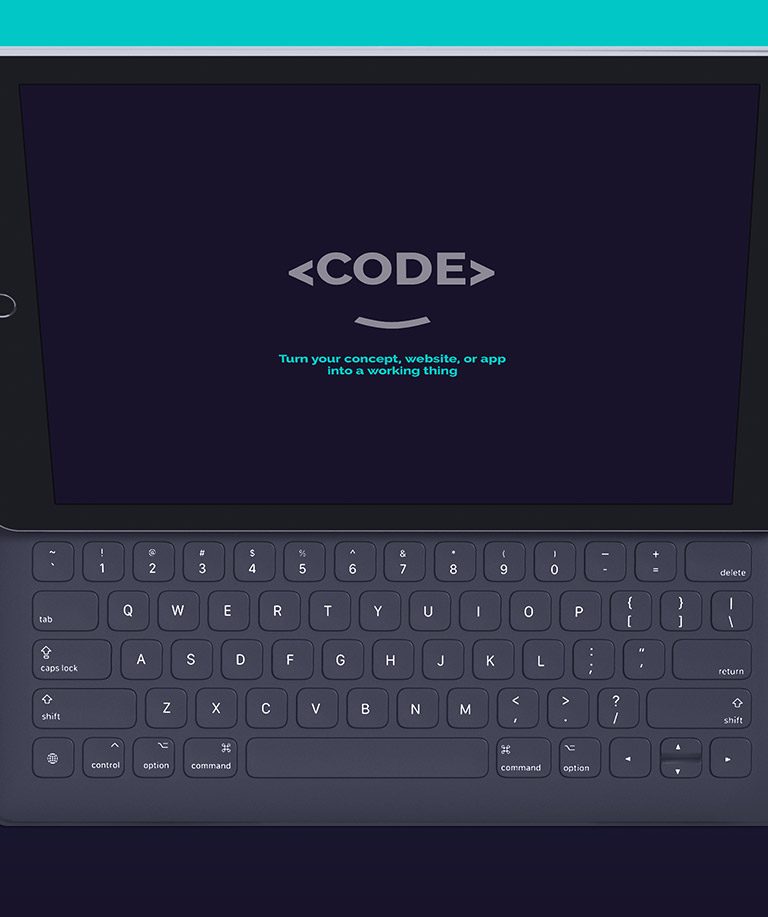 <CODE>
Turn your concept, website, or app
into a working thing
~ ! @ # $ % ^ & * ( ) — +
` 1 2 3 4 5 6 7 8 9 0 - = delete
tab Q W E R T Y U I O P { [ } ] | \
caps lock A S D F G H J K L : ; " ' return
shift Z X C V B N M < , > . ? / shift
control ^ option ⌥ command ⌘ ⌘ command ⌥ option ◄ ▲ ▼ ►